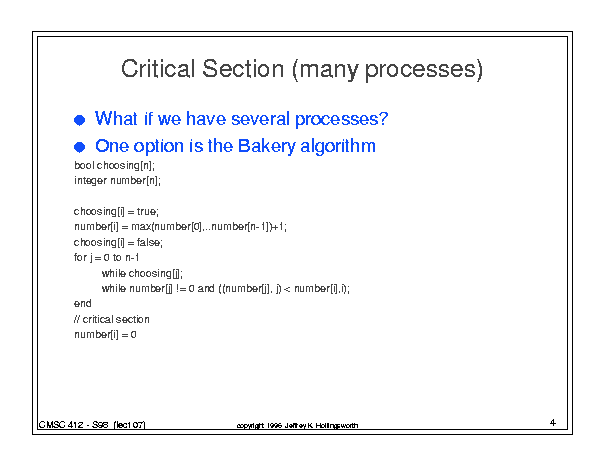 Critical Section (many processes)
What if we have several processes?
One option is the Bakery algorithm
bool choosing[n];
integer number[n];
choosing[i] = true;
number[i] = max(number[0],..number[n-1])+1;
choosing[i] = false;
for j = 0 to n-1
while choosing[j];
while number[j] != 0 and ((number[j], j) < number[i],i);
end
// critical section
number[i] = 0
CMSC 412 - S98 (lect 07)
copyright 1996 Jeffrey K. Hollingsworth
4